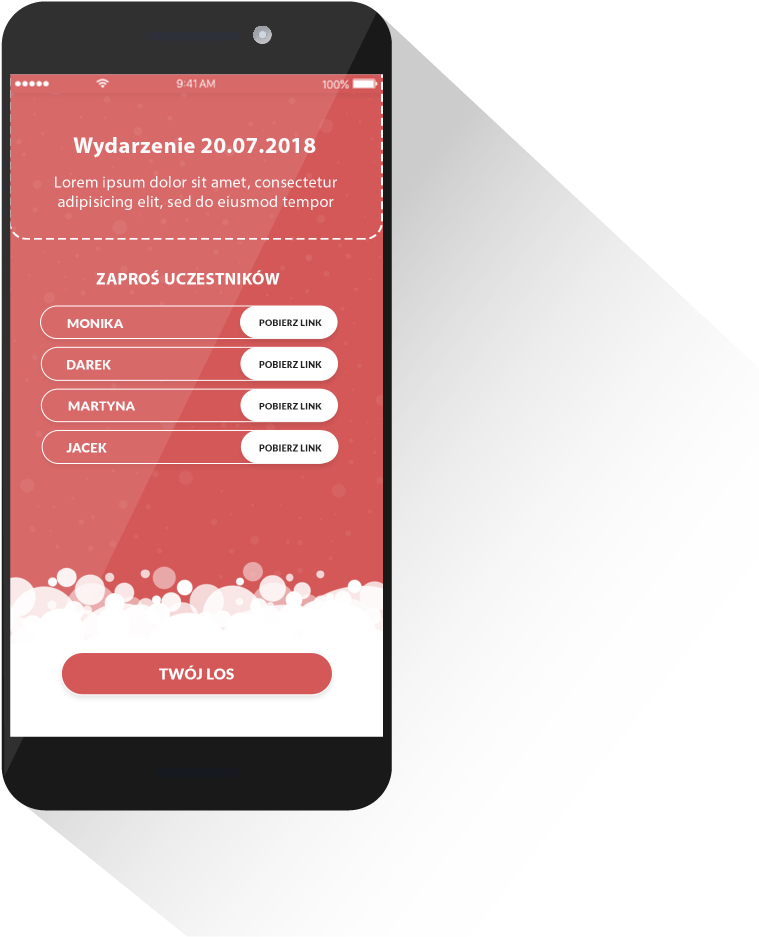 9:41 AM 100%
Wydarzenie 20.07.2018
Lorem ipsum dolor sit amet, consectetur
adipisicing elit, sed do eiusmod tempor
ZAPROŚ UCZESTNIKÓW
MONIKA POBIERZ LINK
DAREK POBIERZ LINK
MARTYNA POBIERZ LINK
JACEK POBIERZ LINK
TWÓJ LOS